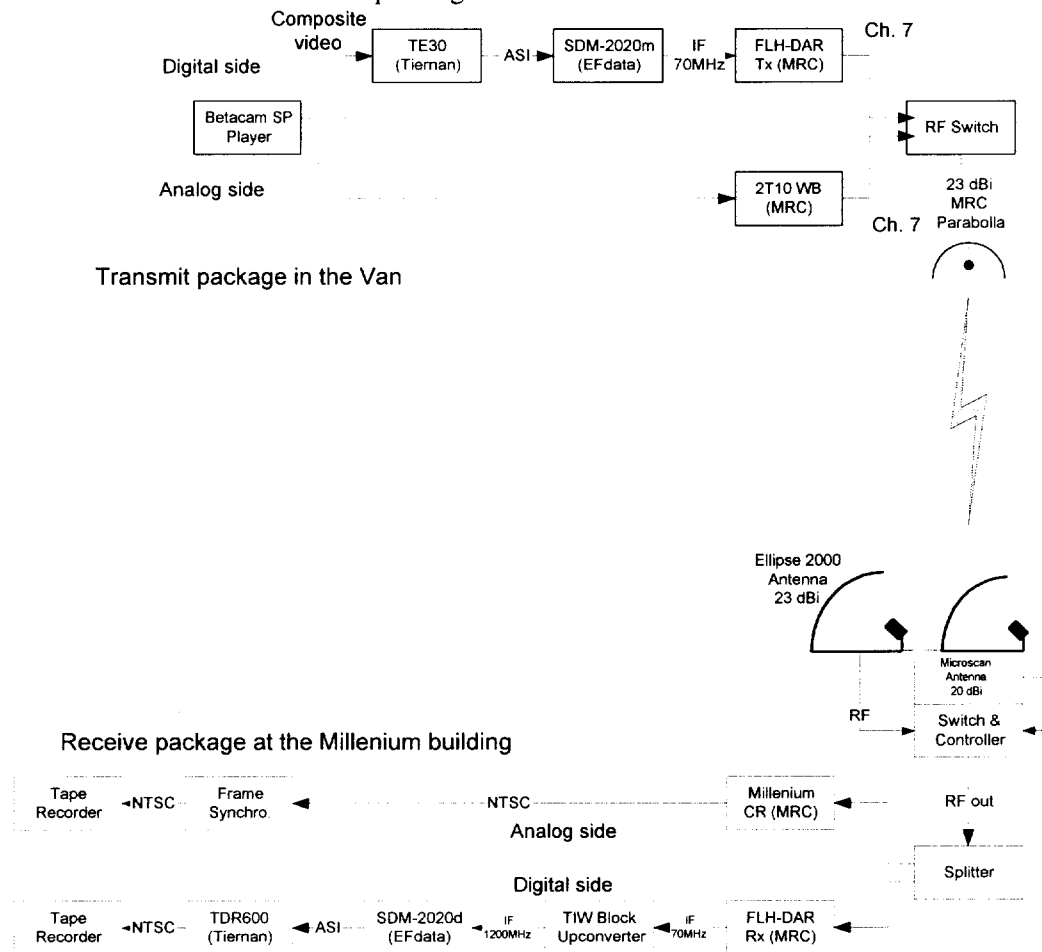 Composite
video
Digital side
TE30
(Tiernan)
ASI
SDM-2020m
(EFdata)
IF
70MHz
FLH-DAR
Tx (MRC)
Ch. 7
Betacam SP
Player
RF Switch
Analog side
2T10 WB
(MRC)
Ch. 7
23 dBi
MRC
Parabolla
Transmit package in the Van
Ellipse 2000
Antenna
23 dBi
Microscan
Antenna
20 dBi
RF
Switch &
Controller
Receive package at the Millenium building
Tape
Recorder
NTSC
Frame
Synchro.
NTSC
Millenium
CR (MRC)
RF out
Analog side
Splitter
Digital side
Tape
Recorder
NTSC
TDR600
(Tiernan)
ASI
SDM-2020d
(EFdata)
IF
1200MHz
TIW Block
Upconverter
IF
70MHz
FLH-DAR
Rx (MRC)